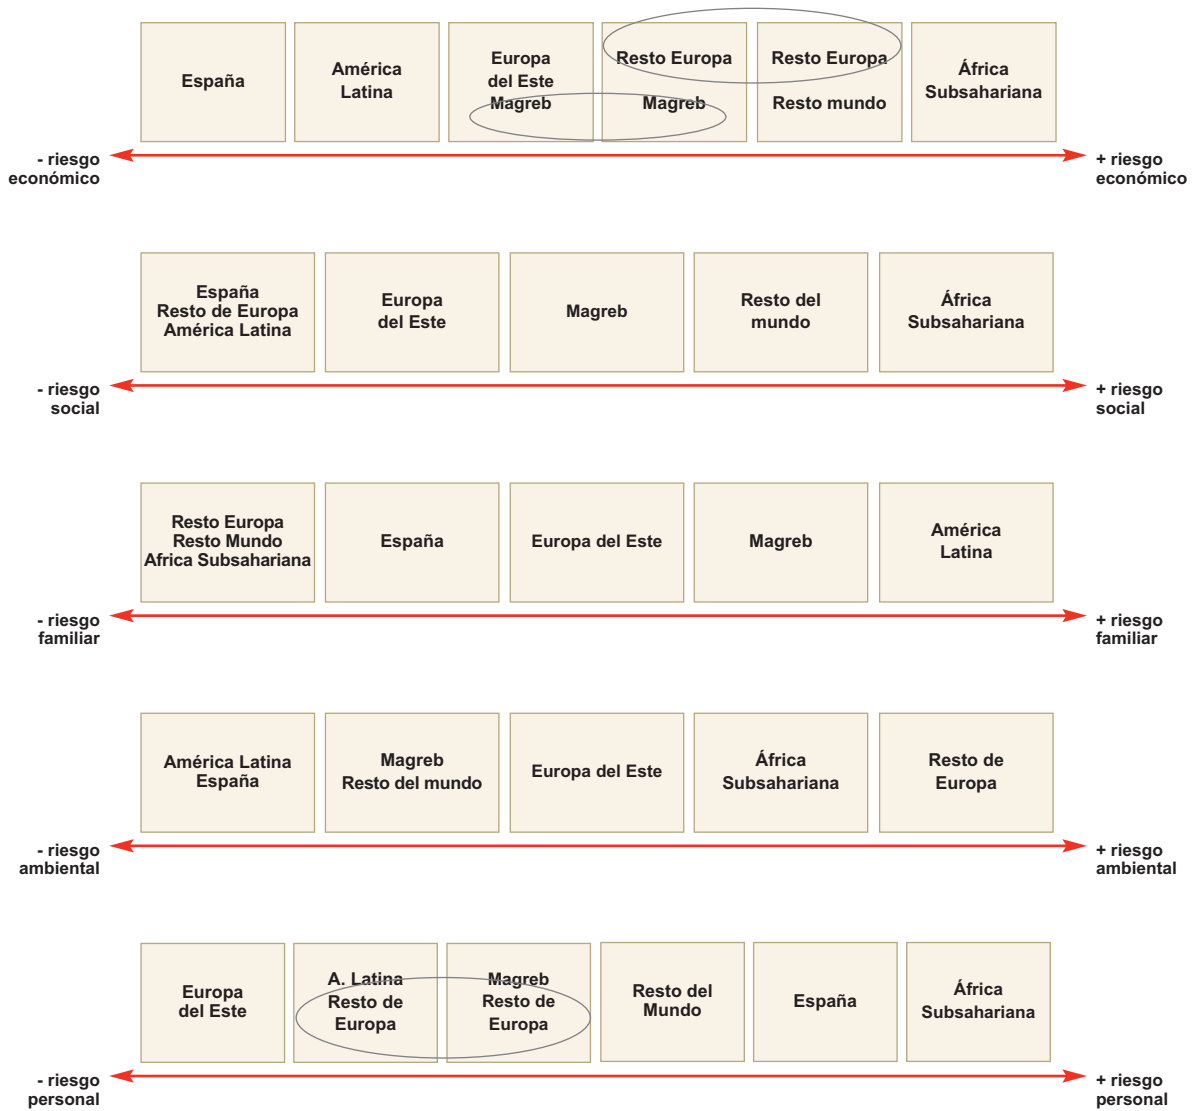 España
América
Latina
Europa
del Este
Magreb
Resto Europa
Magreb
Resto Europa
Resto mundo
África
Subsahariana
- riesgo
económico
+ riesgo
económico
España
Resto de Europa
América Latina
Europa
del Este
Magreb
Resto del
mundo
África
Subsahariana
- riesgo
social
+ riesgo
social
Resto Europa
Resto Mundo
Africa Subsahariana
España
Europa del Este
Magreb
América
Latina
- riesgo
familiar
+ riesgo
familiar
América Latina
España
Magreb
Resto del mundo
Europa del Este
África
Subsahariana
Resto de
Europa
- riesgo
ambiental
+ riesgo
ambiental
Europa
del Este
A. Latina
Resto de
Europa
Magreb
Resto de
Europa
Resto del
Mundo
España
África
Subsahariana
- riesgo
personal
+ riesgo
personal